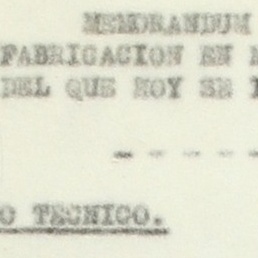 MEMORANDUM
FABRICACION EN
DEL QUE HOY SE
- - - -
O TECNICO.